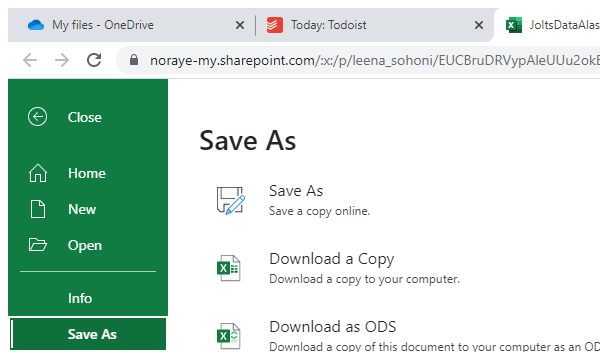 My files - OneDrive
Today: Todoist
JoltsDataAlas
noraye-my.sharepoint.com/:x:/p/leena_sohoni/EUCBruDRVypAleUUu2okE
Close
Home
New
Open
Info
Save As
Save As
Save As
Save a copy online.
Download a Copy
Download a copy to your computer.
Download as ODS
Download a copy of this document to your computer as an OD